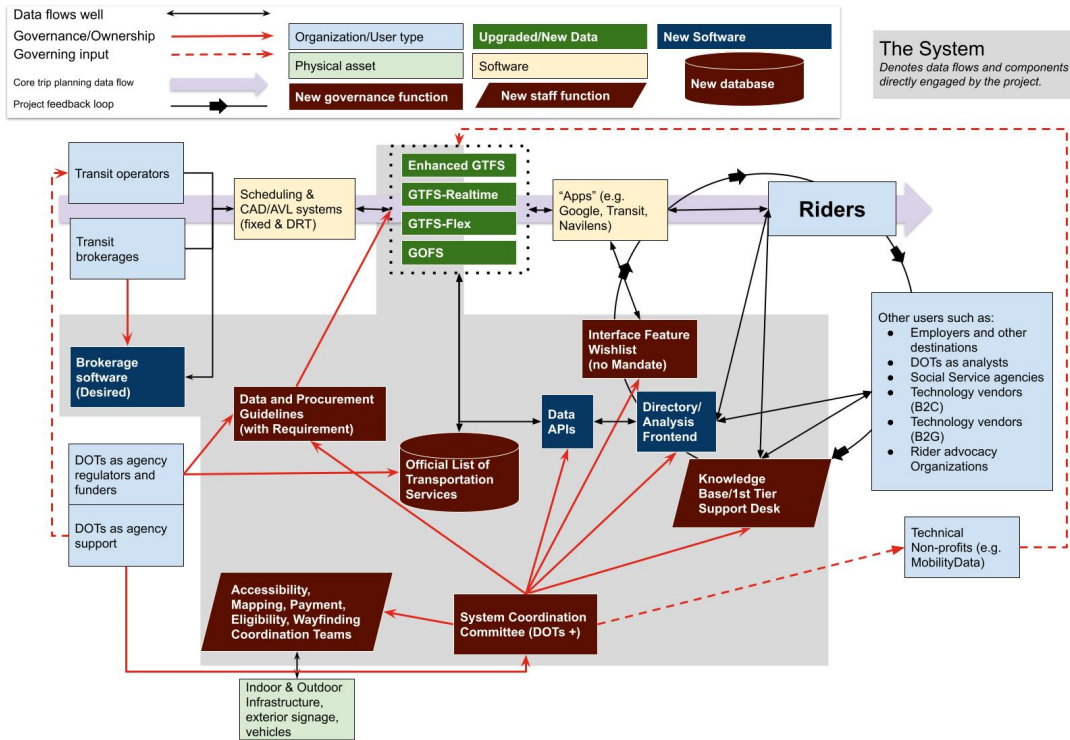 Data flows well
Governance/Ownership
Governing input
Core trip planning data flow
Project feedback loop
Organization/User type
Physical asset
New governance function
Upgraded/New Data
Software
New staff function
New Software
New database
The System
Denotes data flows and components
directly engaged by the project.
Transit operators
Transit
brokerages
Brokerage
software
(Desired)
Scheduling &
CAD/AVL systems
(fixed & DRT)
Enhanced GTFS
GTFS-Realtime
GTFS-Flex
GOFS
“Apps” (e.g.
Google, Transit,
Navilens)
Riders
Other users such as:
● Employers and other
destinations
● DOTs as analysts
● Social Service agencies
● Technology vendors
(B2C)
● Technology vendors
(B2G)
● Rider advocacy
Organizations
Interface Feature
Wishlist
(no Mandate)
Data and Procurement
Guidelines
(with Requirement)
Data
APIs
Directory/
Analysis
Frontend
Official List of
Transportation
Services
Knowledge
Base/1st Tier
Support Desk
DOTs as agency
regulators and
funders
DOTs as agency
support
Technical
Non-profits (e.g.
MobilityData)
Accessibility,
Mapping, Payment,
Eligibility, Wayfinding
Coordination Teams
System Coordination
Committee (DOTs +)
Indoor & Outdoor
Infrastructure,
exterior signage,
vehicles